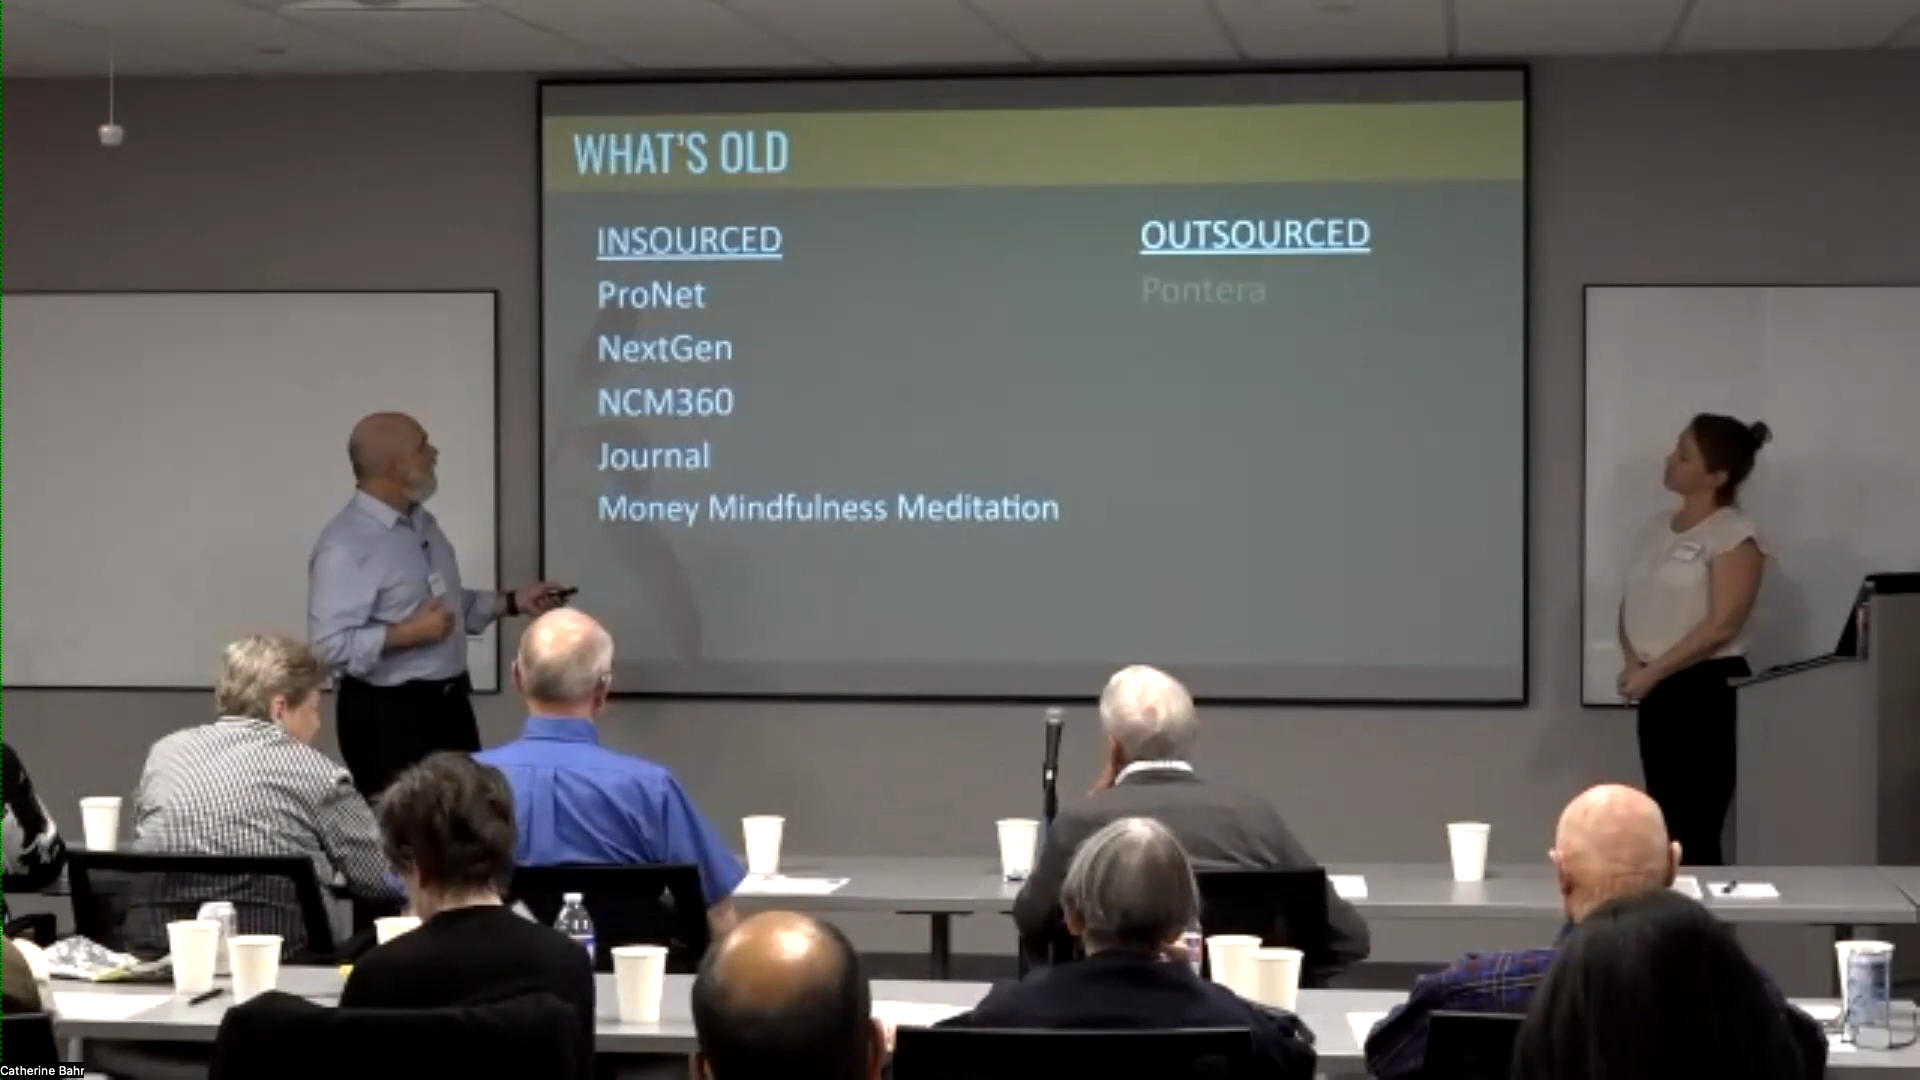 WHAT'S OLD
INSOURCED
ProNet
NextGen
NCM360
Journal
Money Mindfulness Meditation
OUTSOURCED
Pontera
Catherine Bahr